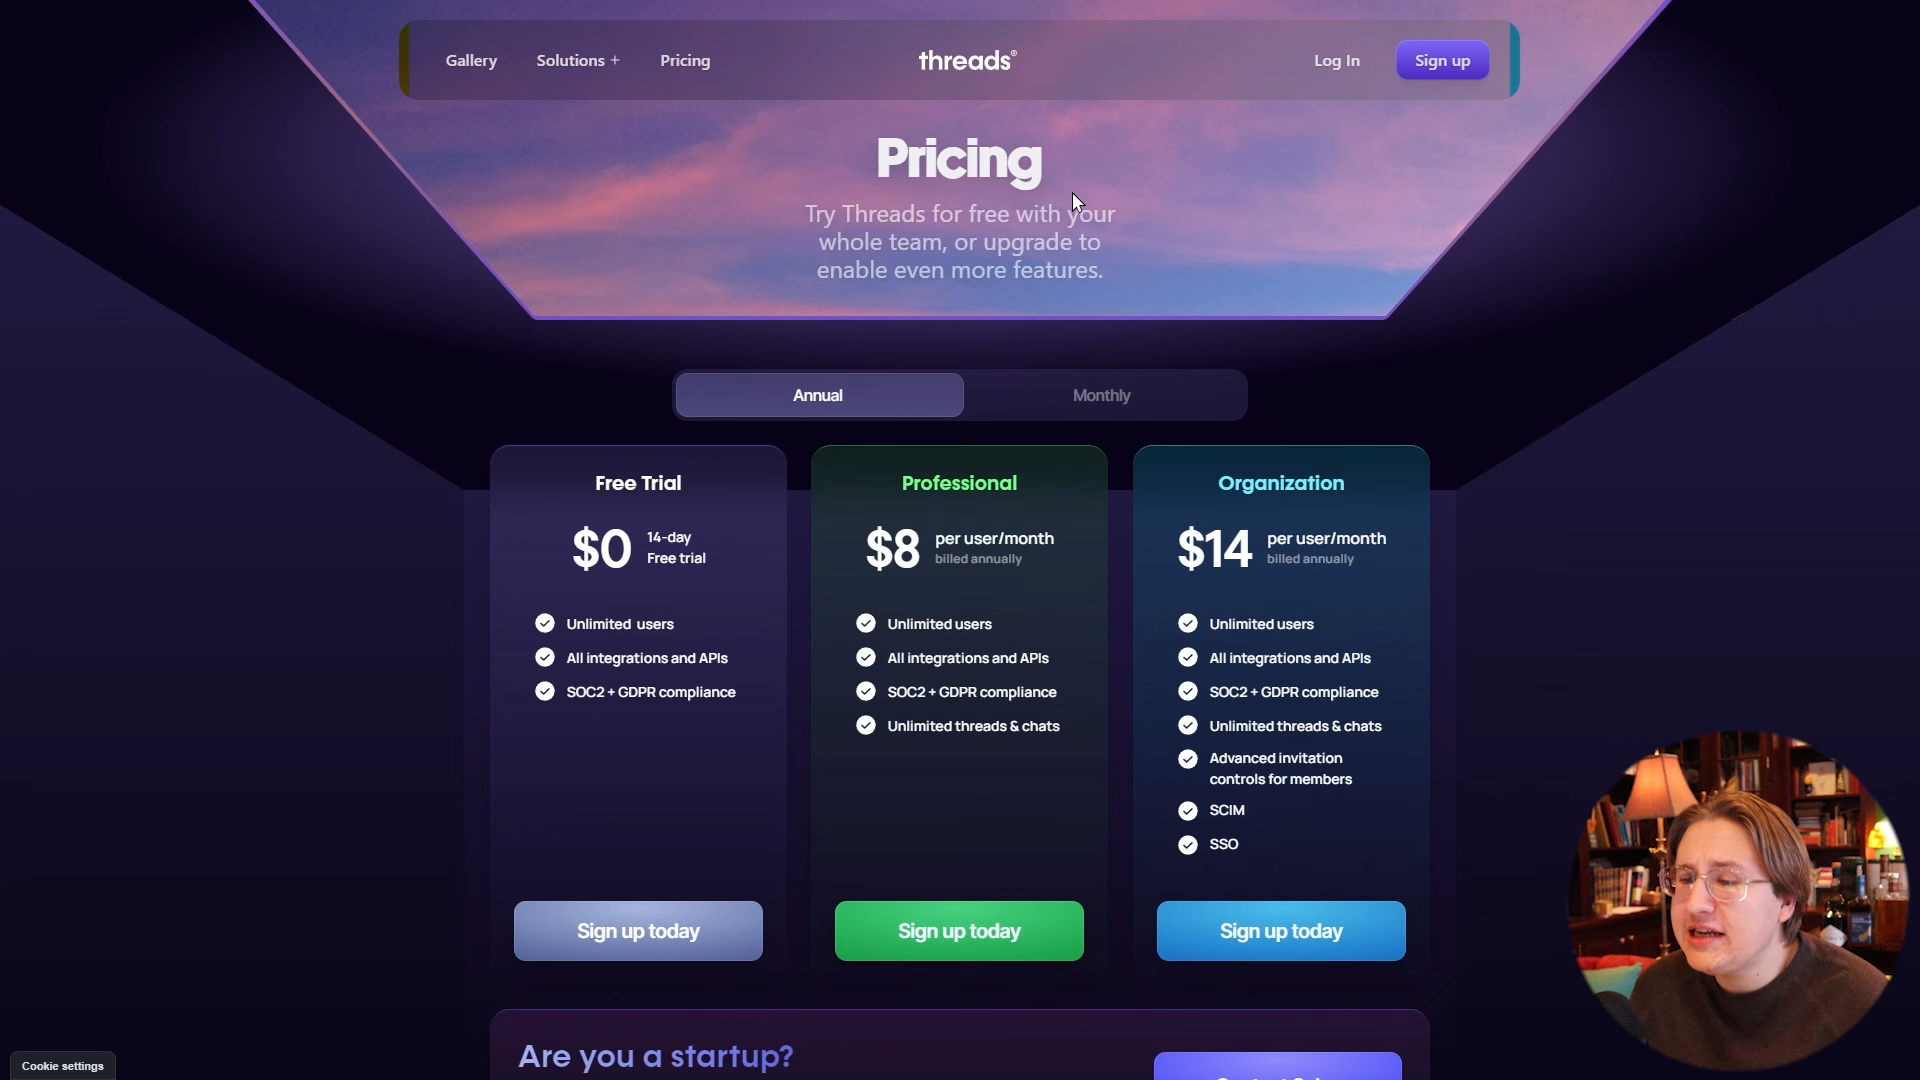 Gallery
Solutions +
Pricing
threads®
Log In
Sign up
Pricing
Try Threads for free with your
whole team, or upgrade to
enable even more features.
Annual
Monthly
Free Trial
$0
14-day
Free trial
Unlimited users
All integrations and APIs
SOC2 + GDPR compliance
Sign up today
Professional
$8
per user/month
billed annually
Unlimited users
All integrations and APIs
SOC2 + GDPR compliance
Unlimited threads & chats
Sign up today
Organization
$14
per user/month
billed annually
Unlimited users
All integrations and APIs
SOC2 + GDPR compliance
Unlimited threads & chats
Advanced invitation
controls for members
SCIM
SSO
Sign up today
Are you a startup?
Cookie settings